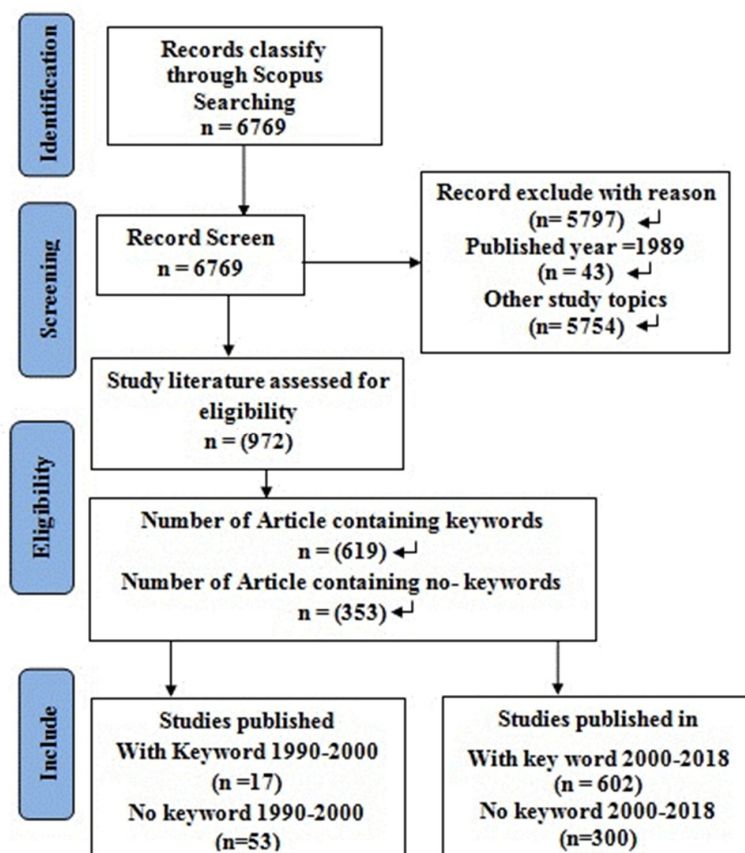 Identification
Records classify
through Scopus
Searching
n = 6769
Screening
Record Screen
n = 6769
Record exclude with reason
(n= 5797) ↲
Published year =1989
(n = 43) ↲
Other study topics
(n= 5754) ↲
Study literature assessed for
eligibility
n = (972)
Eligibility
Number of Article containing keywords
n = (619) ↲
Number of Article containing no- keywords
n = (353) ↲
Include
Studies published
With Keyword 1990-2000
(n =17)
No keyword 1990-2000
(n=53)
Studies published in
With key word 2000-2018
(n = 602)
No keyword 2000-2018
(n=300)